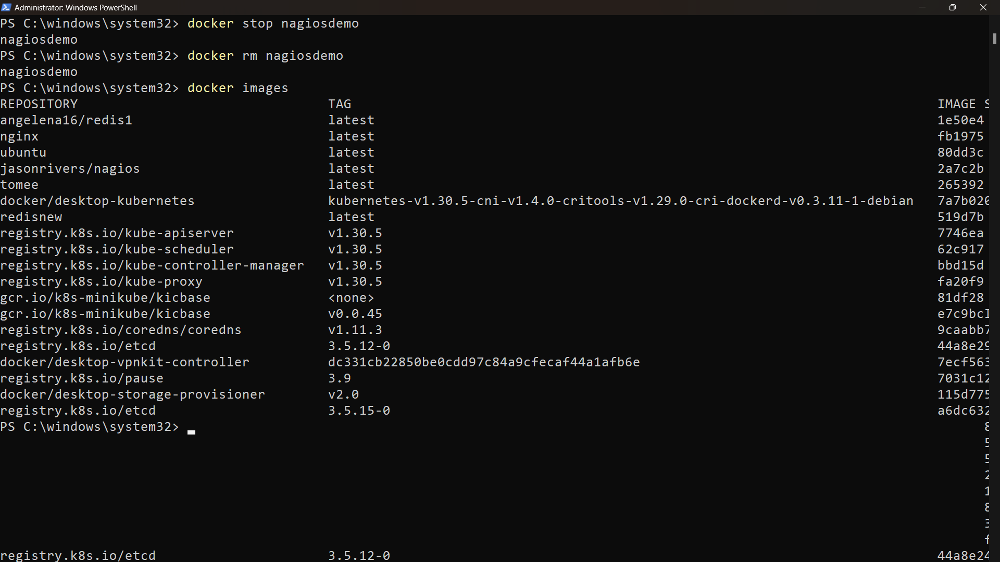 Administrator: Windows PowerShell
PS C:\windows\system32> docker stop nagiosdemo
nagiosdemo
PS C:\windows\system32> docker rm nagiosdemo
nagiosdemo
PS C:\windows\system32> docker images
REPOSITORY TAG IMAGE S
angelena16/redis1 latest 1e50e4
nginx latest fb1975
ubuntu latest 80dd3c
jasonrivers/nagios latest 2a7c2b
tomee latest 265392
docker/desktop-kubernetes kubernetes-v1.30.5-cni-v1.4.0-critools-v1.29.0-cri-dockerd-v0.3.11-1-debian 7a7b020
redisnew latest 519d7b
registry.k8s.io/kube-apiserver v1.30.5 7746ea
registry.k8s.io/kube-scheduler v1.30.5 62c917
registry.k8s.io/kube-controller-manager v1.30.5 bbd15d
registry.k8s.io/kube-proxy v1.30.5 fa20f9
gcr.io/k8s-minikube/kicbase <none> 81df28
gcr.io/k8s-minikube/kicbase v0.0.45 e7c9bc
registry.k8s.io/coredns/coredns v1.11.3 9caabb7
registry.k8s.io/etcd 3.5.12-0 44a8e29
docker/desktop-vpnkit-controller dc331cb22850be0cdd97c84a9cfecaf44a1afb6e 7ecf563
registry.k8s.io/pause 3.9 7031c12
docker/desktop-storage-provisioner v2.0 115d775
registry.k8s.io/etcd 3.5.15-0 a6dc632
PS C:\windows\system32>
8
5
5
2
1
8
3
f
registry.k8s.io/etcd 3.5.12-0 44a8e24